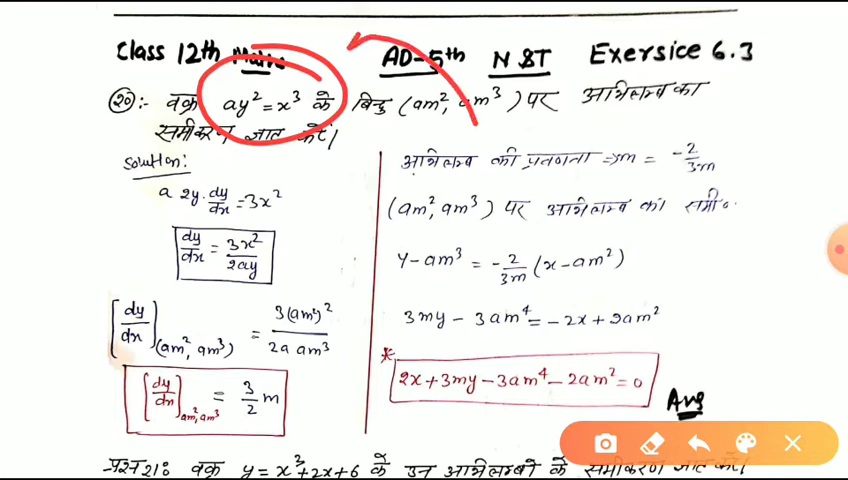 Class 12th Maths AD-5th N ST Exersice 6.3
20:- वक्र ay² = x³ के बिन्दु (am², am³) पर अभिलम्ब का
समीकरण ज्ञात करें।
Solution:
a 2y. dy/dx = 3x²
dy/dx = 3x²/2ay
[dy/dx](am², am³) = 3(am²)²/2a am³
[dy/dx]am², am³ = 3/2 m
अभिलम्ब की प्रवणता => m = -2/3m
(am², am³) पर अभिलम्ब का समी०
y-am³ = -2/3m (x-am²)
3my - 3am⁴ = -2x + 2am²
* 2x+3my-3am⁴-2am²=0
Ans
प्रश्न 21: वक्र y = x³+2x+6 के उन अभिलम्बों के समीकरण ज्ञात करें।